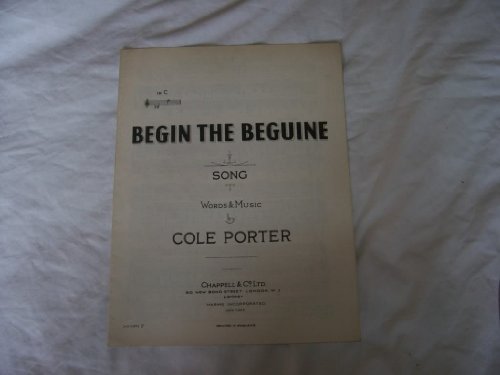 IN C
BEGIN THE BEGUINE
SONG
WORDS & MUSIC
by
COLE PORTER
CHAPPELL & CO. LTD.
50 NEW BOND STREET, LONDON, W. 1
HARMS INCORPORATED
NEW YORK